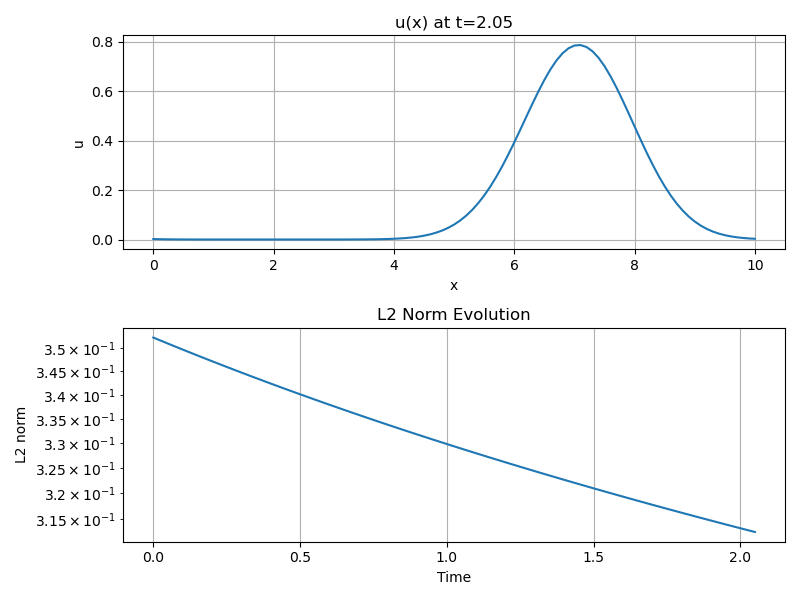 u(x) at t=2.05
0.8
0.6
0.4
0.2
0.0
u
0 2 4 6 8 10
x
L2 Norm Evolution
3.5 × 10⁻¹
3.45 × 10⁻¹
3.4 × 10⁻¹
3.35 × 10⁻¹
3.3 × 10⁻¹
3.25 × 10⁻¹
3.2 × 10⁻¹
3.15 × 10⁻¹
L2 norm
0.0 0.5 1.0 1.5 2.0
Time